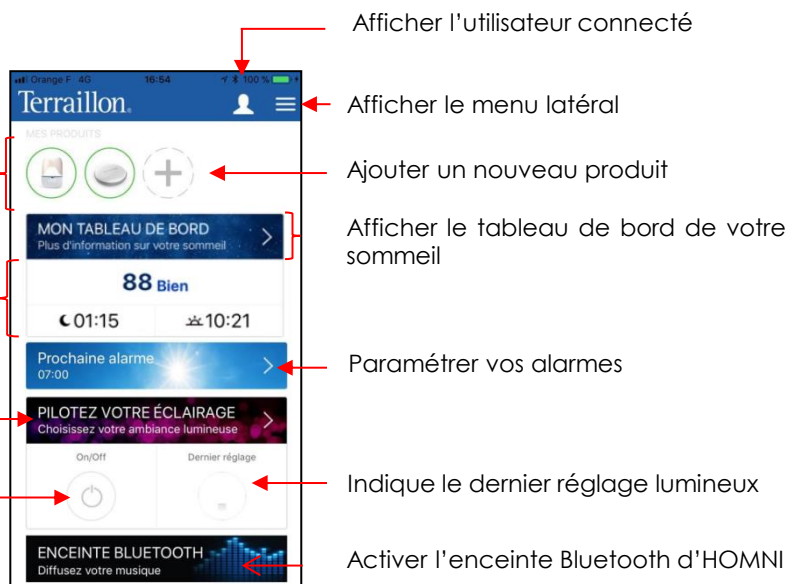 Afficher l’utilisateur connecté
Orange F 4G 16:54 100 %
Terraillon.
Afficher le menu latéral
MES PRODUITS
Ajouter un nouveau produit
MON TABLEAU DE BORD
Plus d'information sur votre sommeil
Afficher le tableau de bord de votre
sommeil
88 Bien
01:15 10:21
Prochaine alarme
07:00
Paramétrer vos alarmes
PILOTEZ VOTRE ÉCLAIRAGE
Choisissez votre ambiance lumineuse
On/Off Dernier réglage
Indique le dernier réglage lumineux
ENCEINTE BLUETOOTH
Diffusez votre musique
Activer l’enceinte Bluetooth d’HOMNI